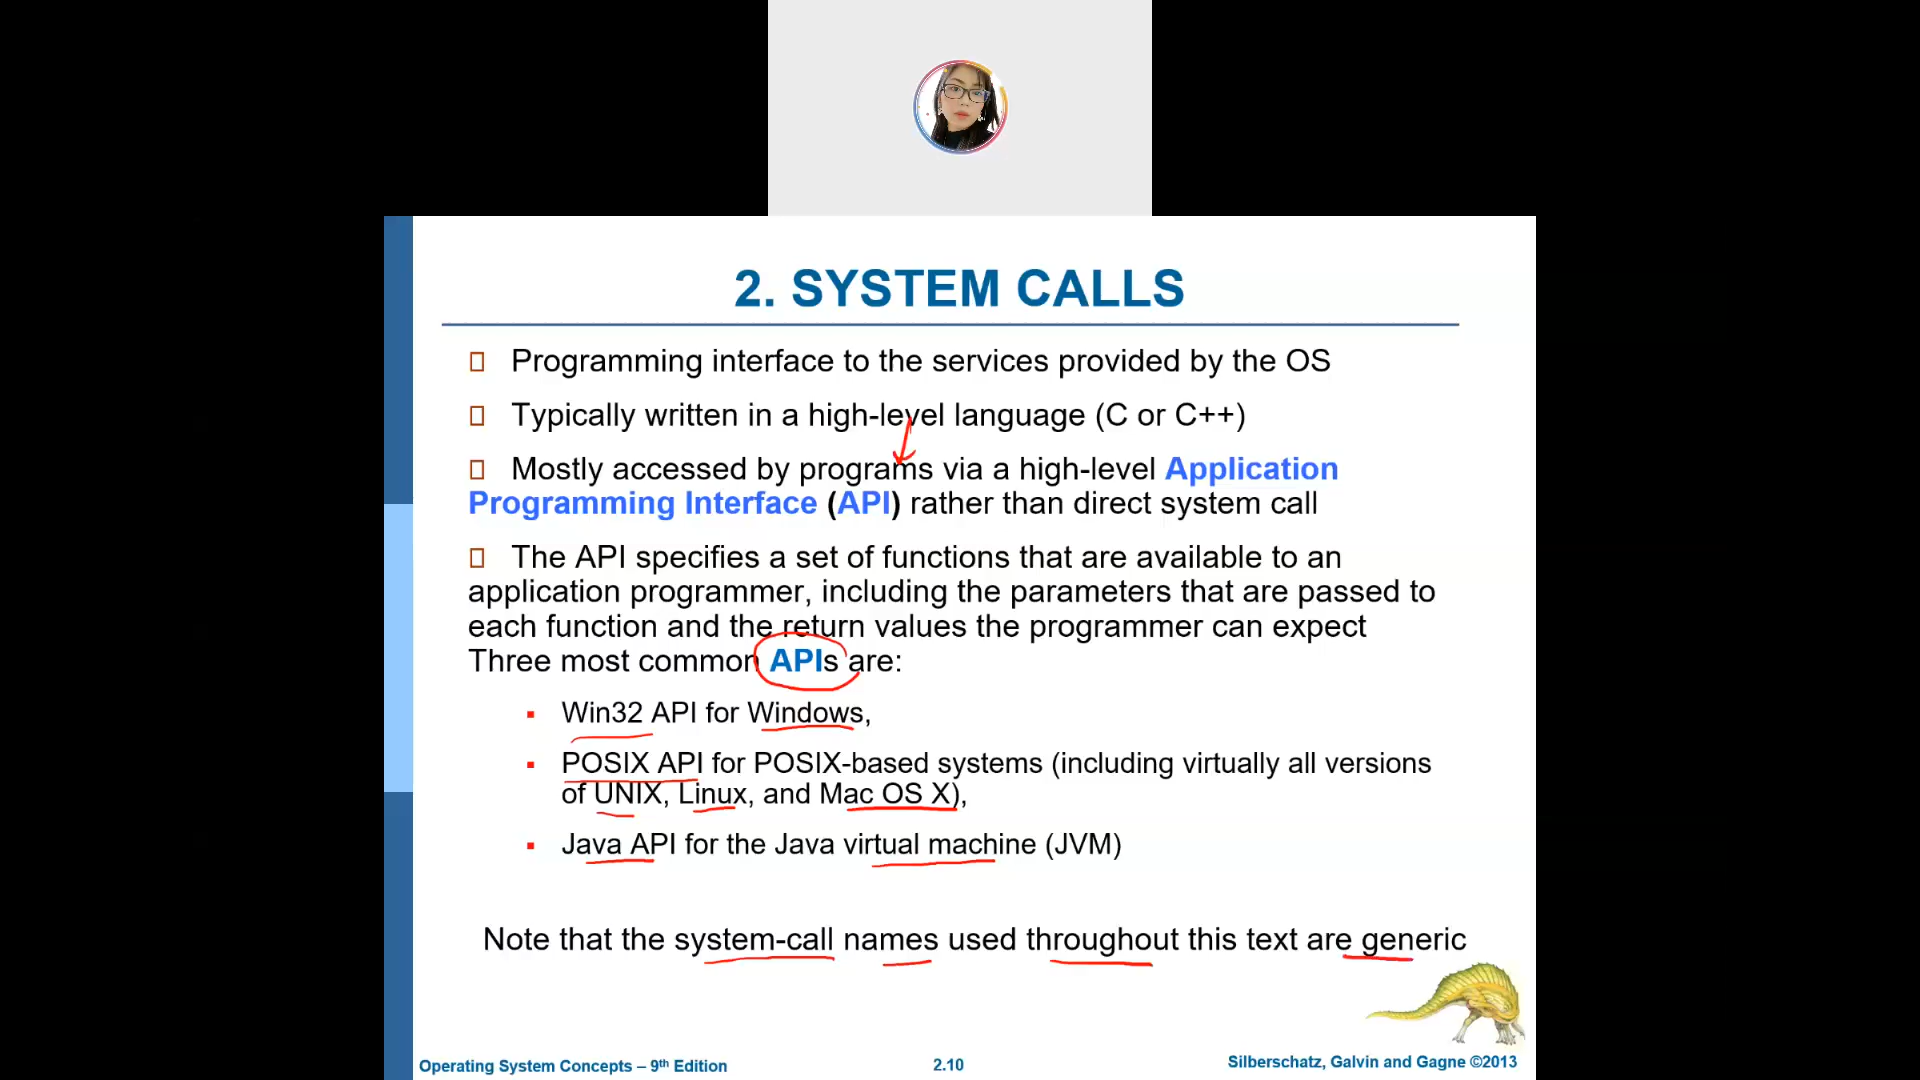 2. SYSTEM CALLS
Programming interface to the services provided by the OS
Typically written in a high-level language (C or C++)
Mostly accessed by programs via a high-level Application
Programming Interface (API) rather than direct system call
The API specifies a set of functions that are available to an
application programmer, including the parameters that are passed to
each function and the return values the programmer can expect
Three most common APIs are:
Win32 API for Windows,
POSIX API for POSIX-based systems (including virtually all versions
of UNIX, Linux, and Mac OS X),
Java API for the Java virtual machine (JVM)
Note that the system-call names used throughout this text are generic
Operating System Concepts – 9th Edition
2.10
Silberschatz, Galvin and Gagne ©2013